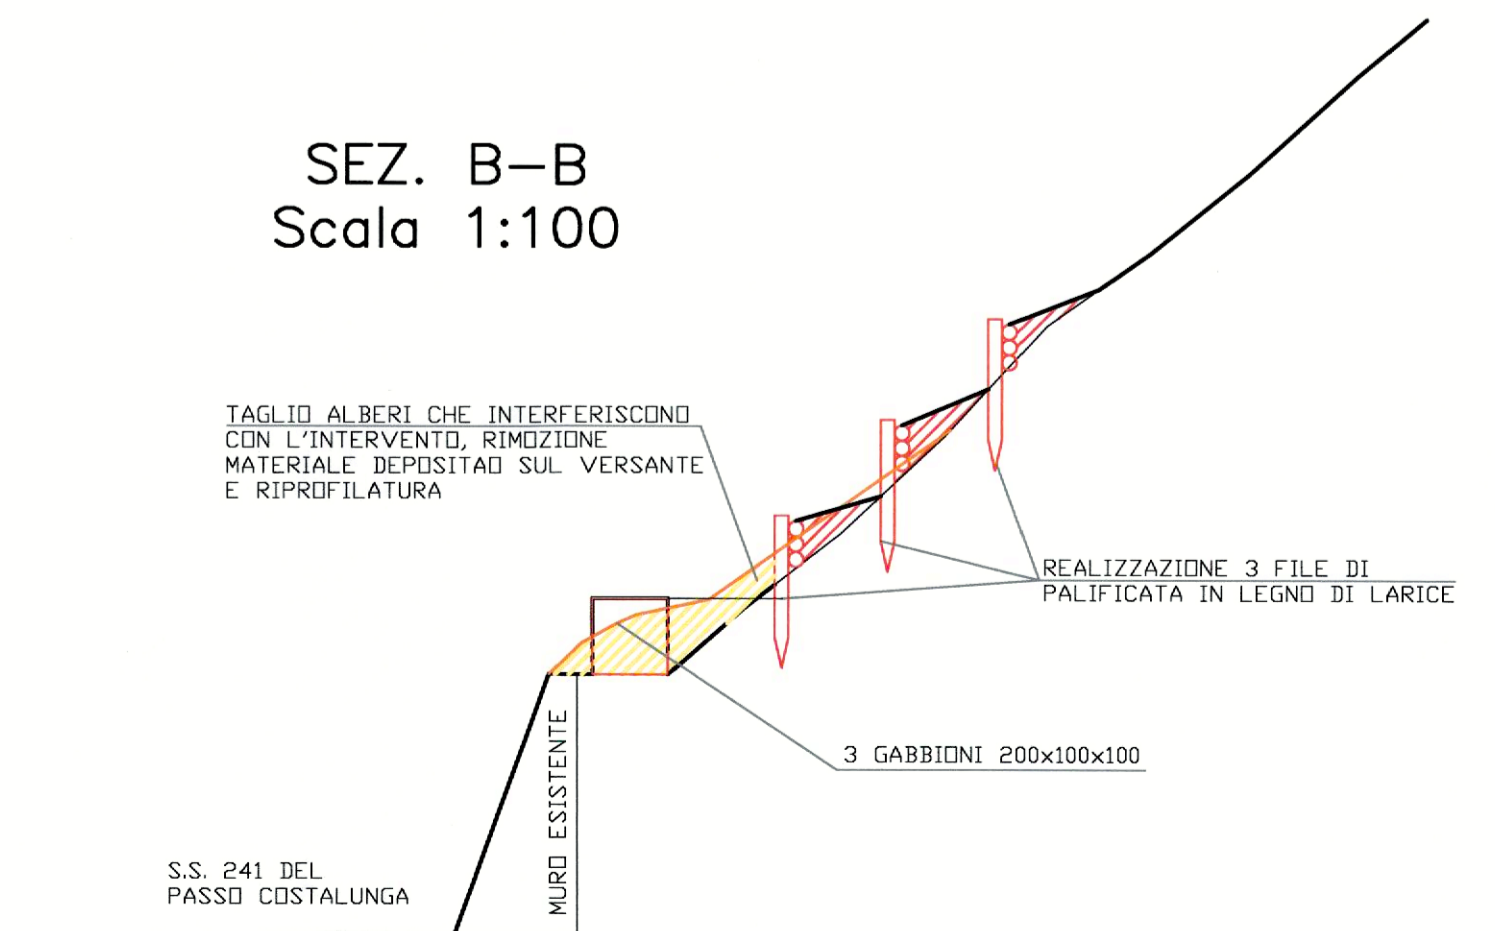 SEZ. B-B
Scala 1:100
TAGLIO ALBERI CHE INTERFERISCONO
CON L'INTERVENTO, RIMOZIONE
MATERIALE DEPOSITAO SUL VERSANTE
E RIPROFILATURA
REALIZZAZIONE 3 FILE DI
PALIFICATA IN LEGNO DI LARICE
3 GABBIONI 200x100x100
MURO ESISTENTE
S.S. 241 DEL
PASSO COSTALUNGA